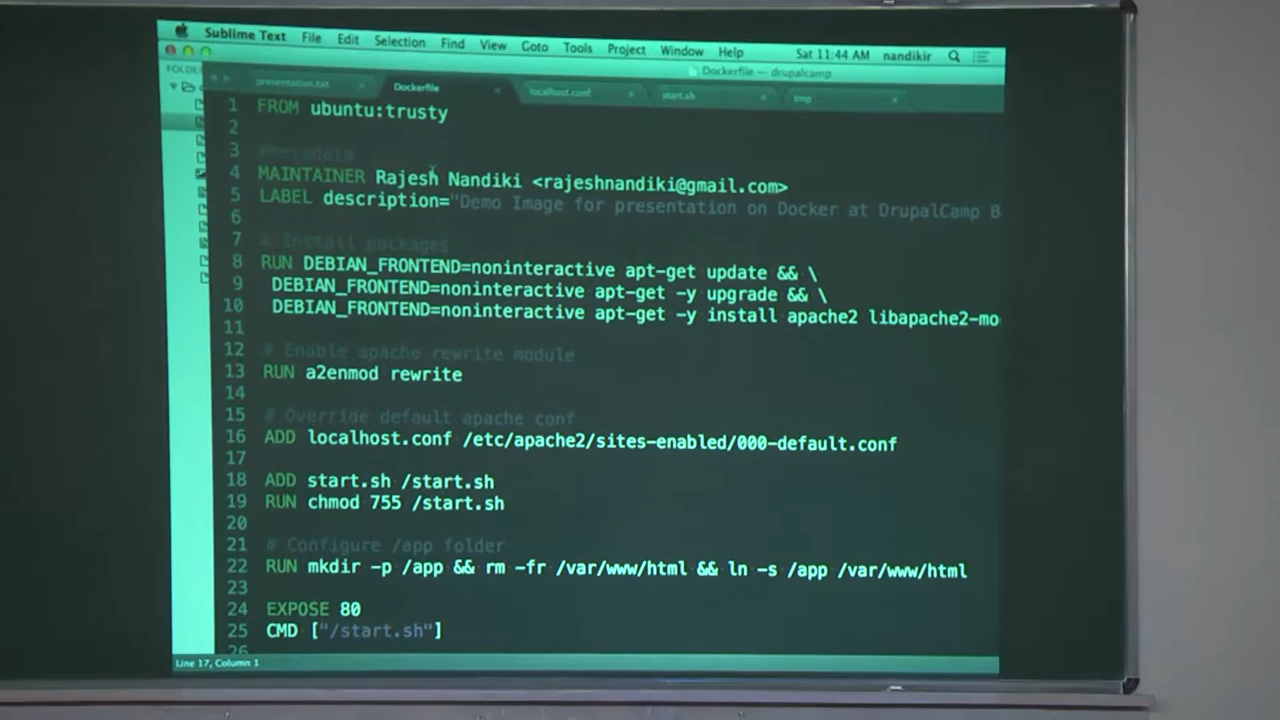 Sublime Text File Edit Selection Find View Goto Tools Project Window Help Sat 11:44 AM nandikir
Dockerfile — drupalcamp
FOLDE
presentation.txt Dockerfile localhost.conf start.sh tmp
1 FROM ubuntu:trusty
2
3 #metadata
4 MAINTAINER Rajesh Nandiki <rajeshnandiki@gmail.com>
5 LABEL description="Demo Image for presentation on Docker at DrupalCamp B
6
7 # Install packages
8 RUN DEBIAN_FRONTEND=noninteractive apt-get update && \
9 DEBIAN_FRONTEND=noninteractive apt-get -y upgrade && \
10 DEBIAN_FRONTEND=noninteractive apt-get -y install apache2 libapache2-mo
11
12 # Enable apache rewrite module
13 RUN a2enmod rewrite
14
15 # Override default apache conf
16 ADD localhost.conf /etc/apache2/sites-enabled/000-default.conf
17
18 ADD start.sh /start.sh
19 RUN chmod 755 /start.sh
20
21 # Configure /app folder
22 RUN mkdir -p /app && rm -fr /var/www/html && ln -s /app /var/www/html
23
24 EXPOSE 80
25 CMD ["/start.sh"]
26
Line 17, Column 1